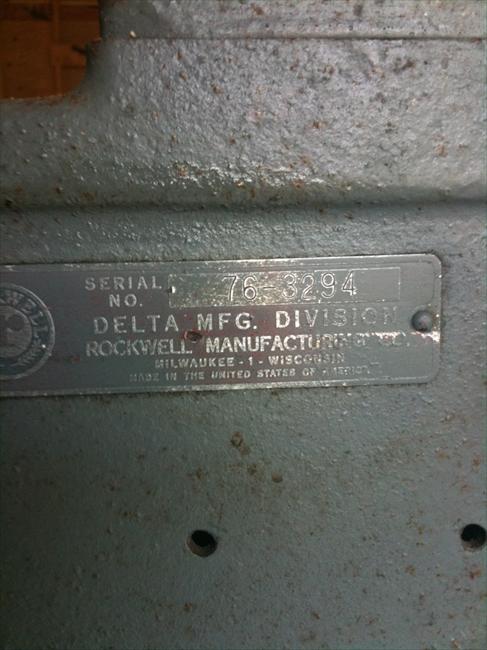 SERIAL NO. 76-3294
DELTA MFG. DIVISION
ROCKWELL MANUFACTURING CO.
MILWAUKEE - 1 - WISCONSIN
MADE IN THE UNITED STATES OF AMERICA